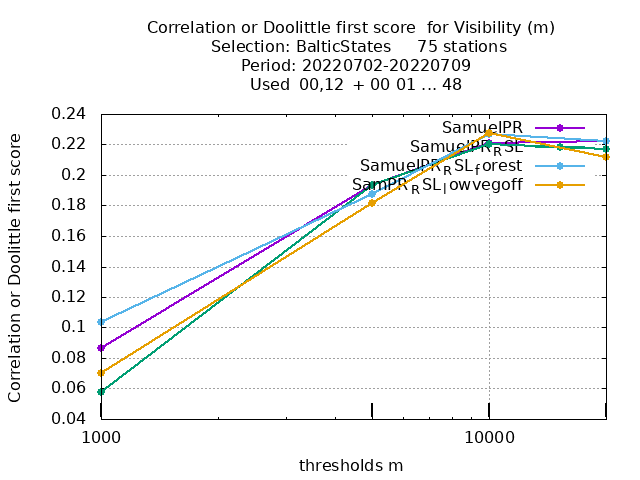 Correlation or Doolittle first score  for Visibility (m)
Selection: BalticStates     75 stations
Period: 20220702-20220709
Used  00,12  + 00 01 ... 48
Correlation or Doolittle first score
0.24
0.22
0.2
0.18
0.16
0.14
0.12
0.1
0.08
0.06
0.04
SamuelPR
SamuelPR_RSL
SamuelPR_RSL_forest
SamPR_RSL_lowvegoff
1000
10000
thresholds m